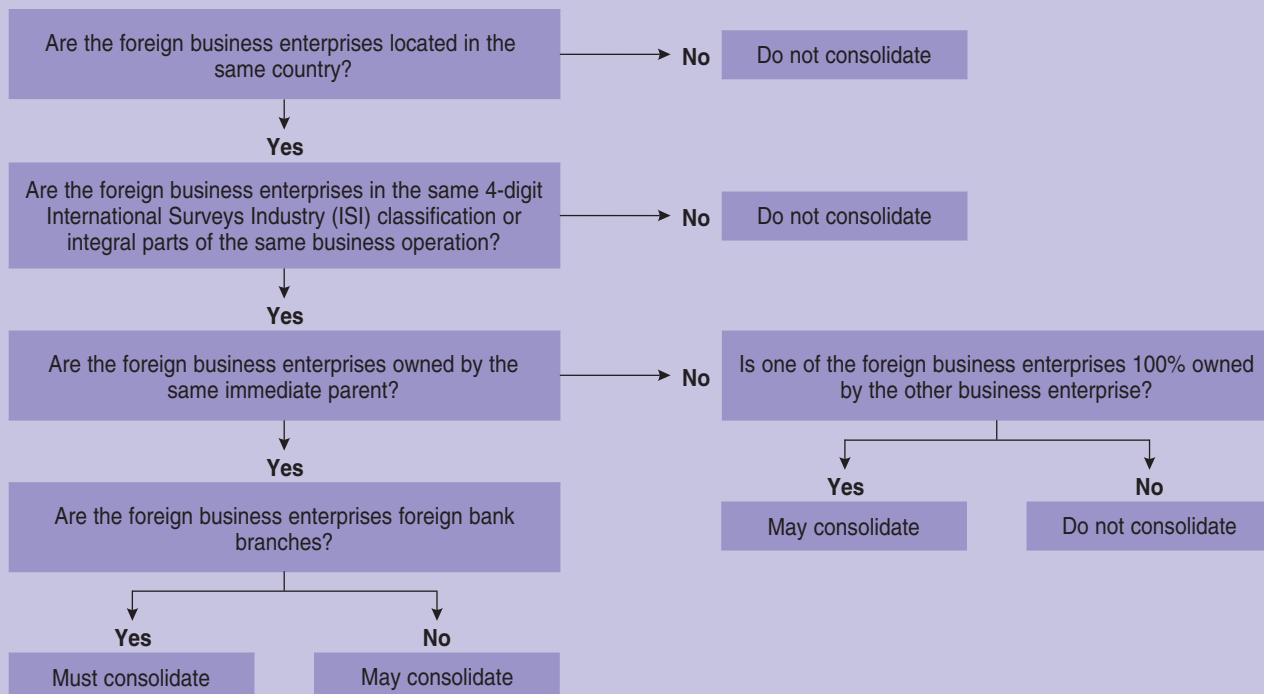 Are the foreign business enterprises located in the
same country?
No
Do not consolidate
Yes
Are the foreign business enterprises in the same 4-digit
International Surveys Industry (ISI) classification or
integral parts of the same business operation?
No
Do not consolidate
Yes
Are the foreign business enterprises owned by the
same immediate parent?
No
Is one of the foreign business enterprises 100% owned
by the other business enterprise?
Yes
May consolidate
No
Do not consolidate
Yes
Are the foreign business enterprises foreign bank
branches?
Yes
Must consolidate
No
May consolidate